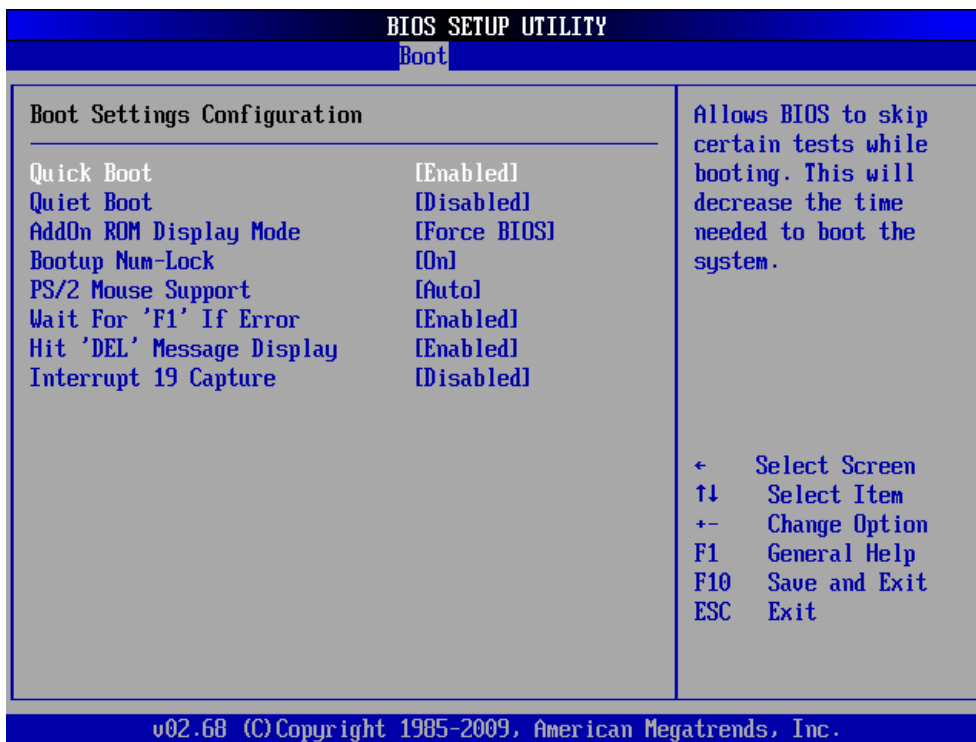 BIOS SETUP UTILITY
Boot
Boot Settings Configuration
Quick Boot [Enabled]
Quiet Boot [Disabled]
AddOn ROM Display Mode [Force BIOS]
Bootup Num-Lock [On]
PS/2 Mouse Support [Auto]
Wait For 'F1' If Error [Enabled]
Hit 'DEL' Message Display [Enabled]
Interrupt 19 Capture [Disabled]
Allows BIOS to skip
certain tests while
booting. This will
decrease the time
needed to boot the
system.
← Select Screen
↑↓ Select Item
+- Change Option
F1 General Help
F10 Save and Exit
ESC Exit
v02.68 (C)Copyright 1985-2009, American Megatrends, Inc.